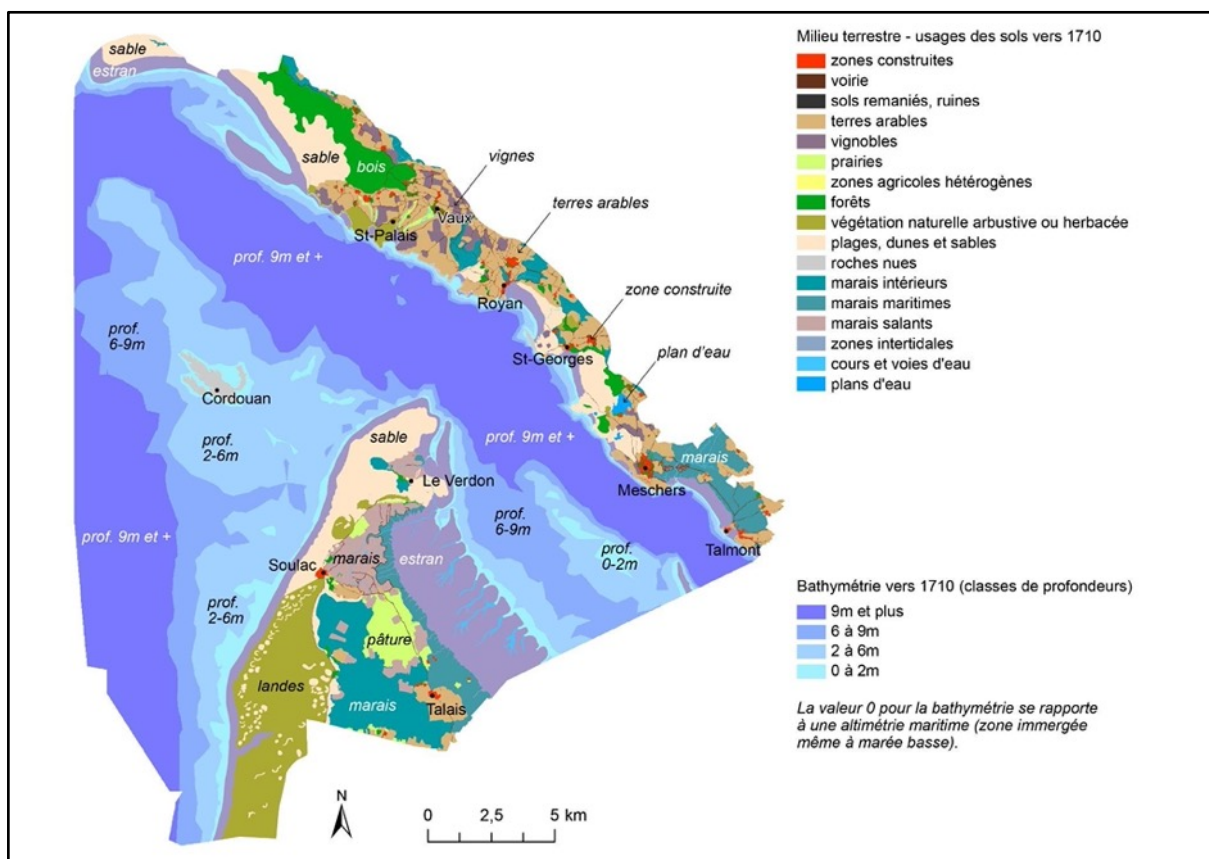 sable
estran
sable
bois
vignes
Vaux
terres arables
St-Palais
prof. 9m et +
Royan
zone construite
prof.
6-9m
St-Georges
plan d'eau
Cordouan
prof.
2-6m
sable
prof. 9m et +
marais
Le Verdon
Meschers
prof.
6-9m
prof. 9m et +
Talmont
estran
prof.
0-2m
Soulac
marais
prof.
2-6m
pâture
landes
marais
Talais
N
0 2,5 5 km
Milieu terrestre - usages des sols vers 1710
zones construites
voirie
sols remaniés, ruines
terres arables
vignobles
prairies
zones agricoles hétérogènes
forêts
végétation naturelle arbustive ou herbacée
plages, dunes et sables
roches nues
marais intérieurs
marais maritimes
marais salants
zones intertidales
cours et voies d'eau
plans d'eau
Bathymétrie vers 1710 (classes de profondeurs)
9m et plus
6 à 9m
2 à 6m
0 à 2m
La valeur 0 pour la bathymétrie se rapporte
à une altimétrie maritime (zone immergée
même à marée basse).